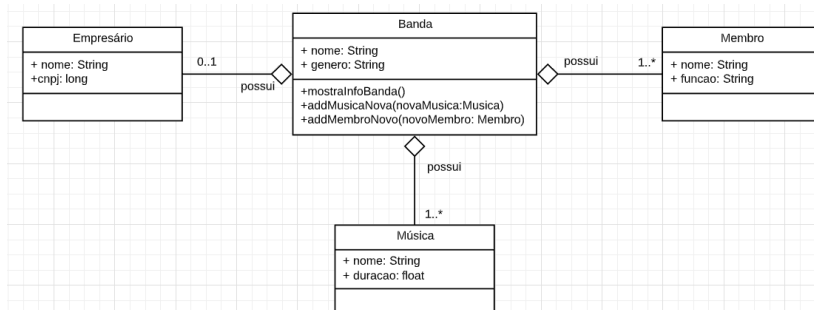 Empresário
+ nome: String
+cnpj: long
0..1
possui
Banda
+ nome: String
+ genero: String
+mostraInfoBanda()
+addMusicaNova(novaMusica:Musica)
+addMembroNovo(novoMembro: Membro)
possui
1..*
Membro
+ nome: String
+ funcao: String
possui
1..*
Música
+ nome: String
+ duracao: float